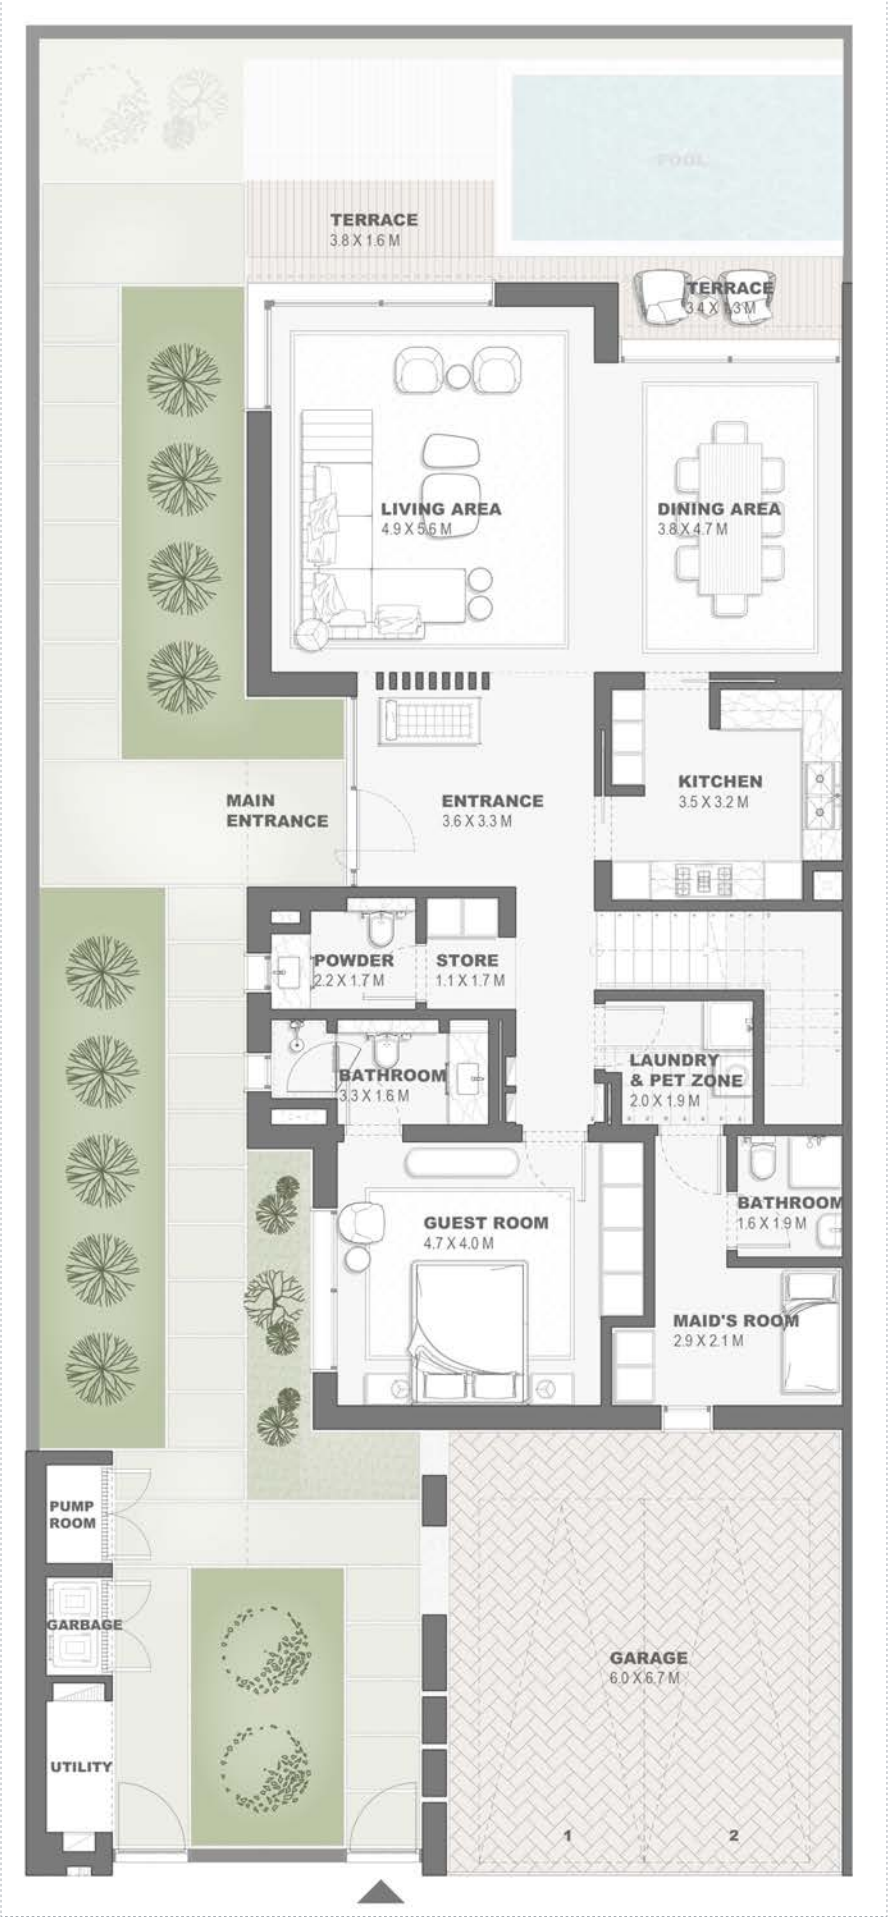 POOL
TERRACE
3.8 X 1.6 M
TERRACE
3.4 X 1.3 M
LIVING AREA
4.9 X 5.6 M
DINING AREA
3.8 X 4.7 M
KITCHEN
3.5 X 3.2 M
MAIN
ENTRANCE
ENTRANCE
3.6 X 3.3 M
POWDER
2.2 X 1.7 M
STORE
1.1 X 1.7 M
LAUNDRY
& PET ZONE
2.0 X 1.9 M
BATHROOM
3.3 X 1.6 M
BATHROOM
1.6 X 1.9 M
GUEST ROOM
4.7 X 4.0 M
MAID'S ROOM
2.9 X 2.1 M
PUMP
ROOM
GARBAGE
GARAGE
6.0 X 6.7 M
UTILITY
1
2